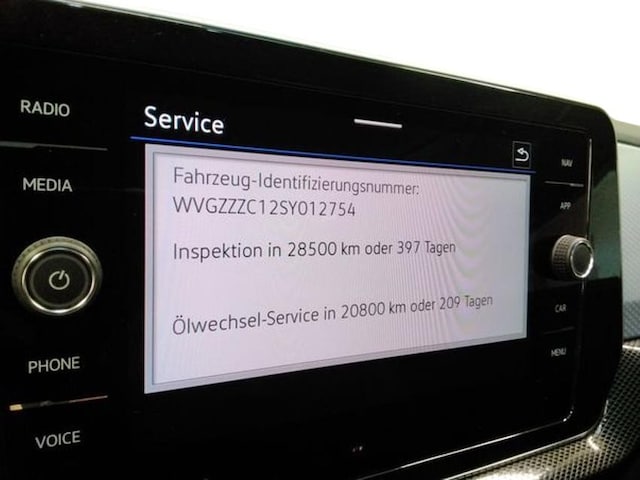 RADIO
MEDIA
PHONE
VOICE
Service
Fahrzeug-Identifizierungsnummer:
WVGZZZC12SY012754
Inspektion in 28500 km oder 397 Tagen
Ölwechsel-Service in 20800 km oder 209 Tagen
NAV
APP
CAR
MENU